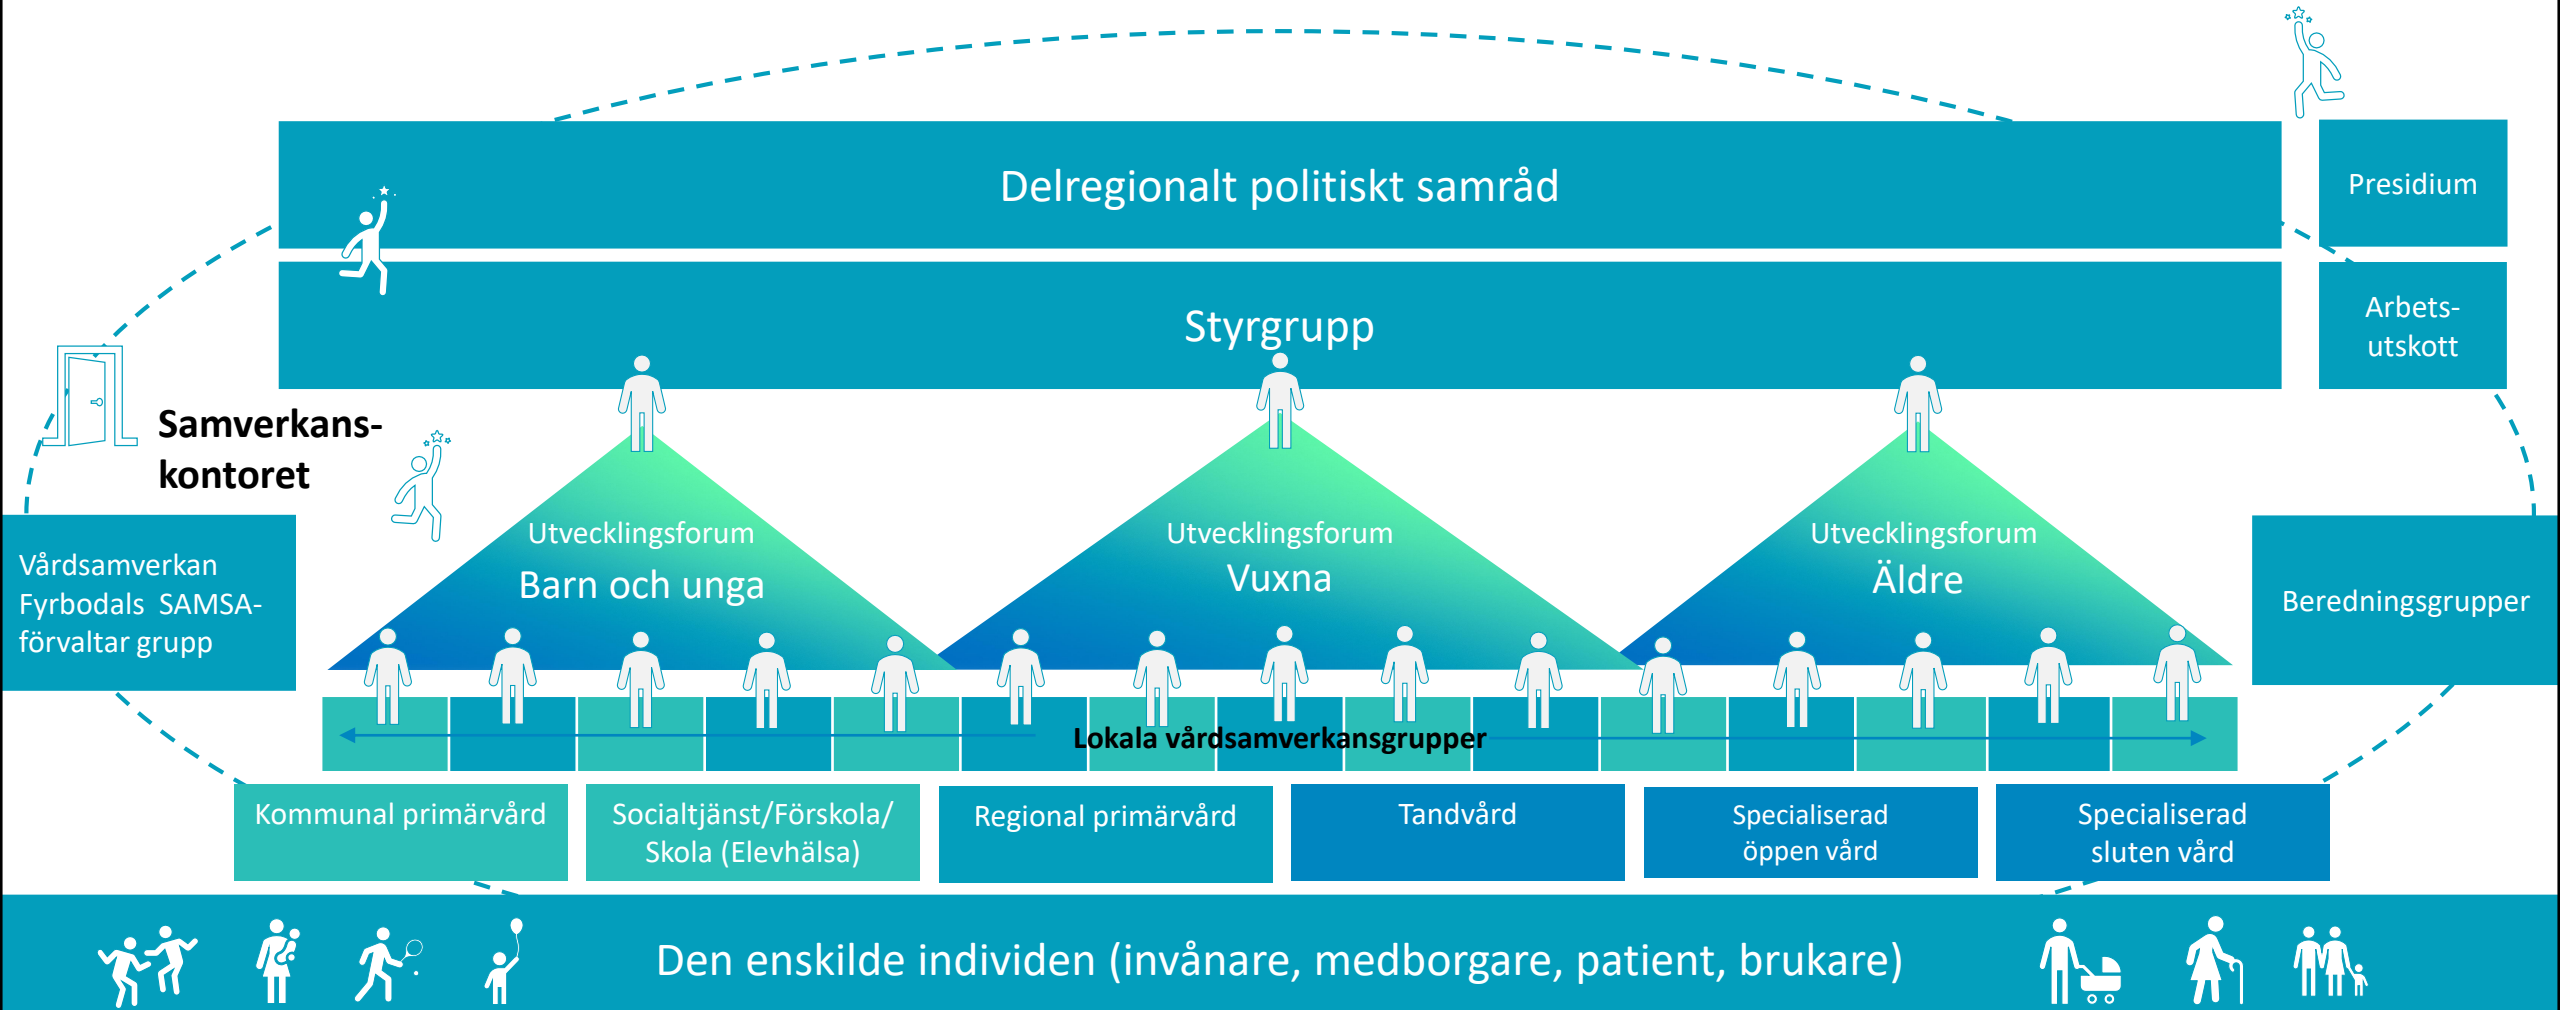 Delregionalt politiskt samråd
Presidium
Styrgrupp
Arbets-
utskott
Samverkans-
kontoret
Vårdsamverkan
Fyrbodals SAMSA-
förvaltar grupp
Utvecklingsforum
Barn och unga
Utvecklingsforum
Vuxna
Utvecklingsforum
Äldre
Beredningsgrupper
Lokala vårdsamverkansgrupper
Kommunal primärvård
Socialtjänst/Förskola/
Skola (Elevhälsa)
Regional primärvård
Tandvård
Specialiserad
öppen vård
Specialiserad
sluten vård
Den enskilde individen (invånare, medborgare, patient, brukare)